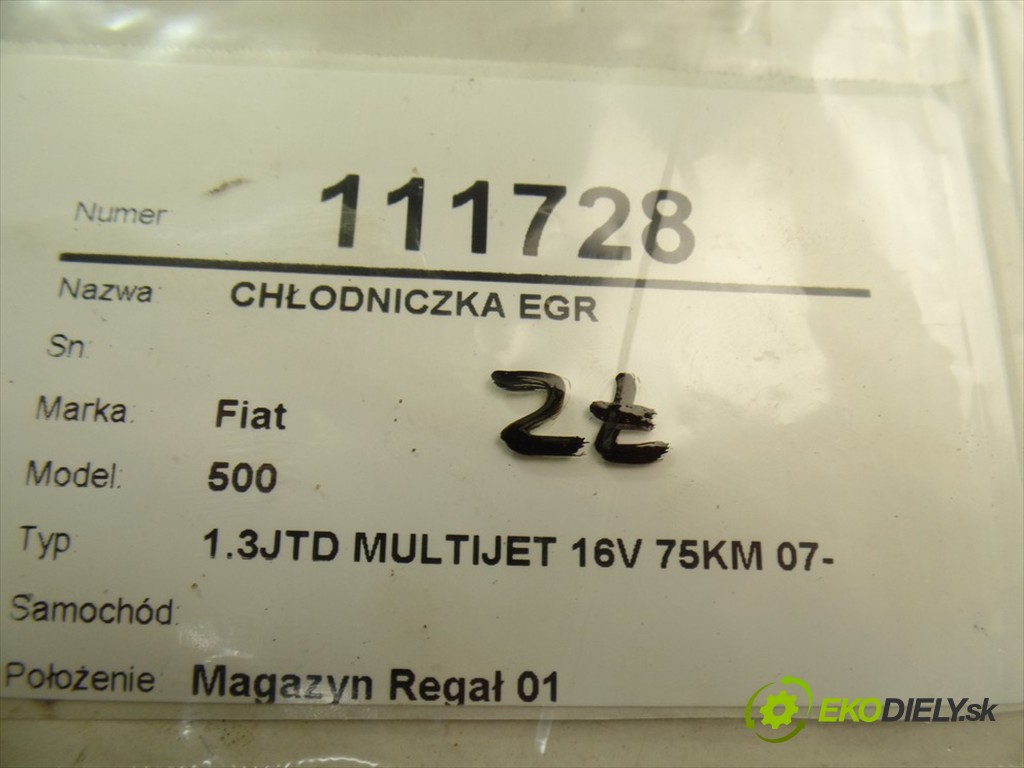 Numer: 111728
Nazwa: CHŁODNICZKA EGR
Sn:
zł
Marka: Fiat
Model: 500
Typ: 1.3JTD MULTIJET 16V 75KM 07-
Samochód:
Położenie: Magazyn Regał 01
EKODIELY.sk